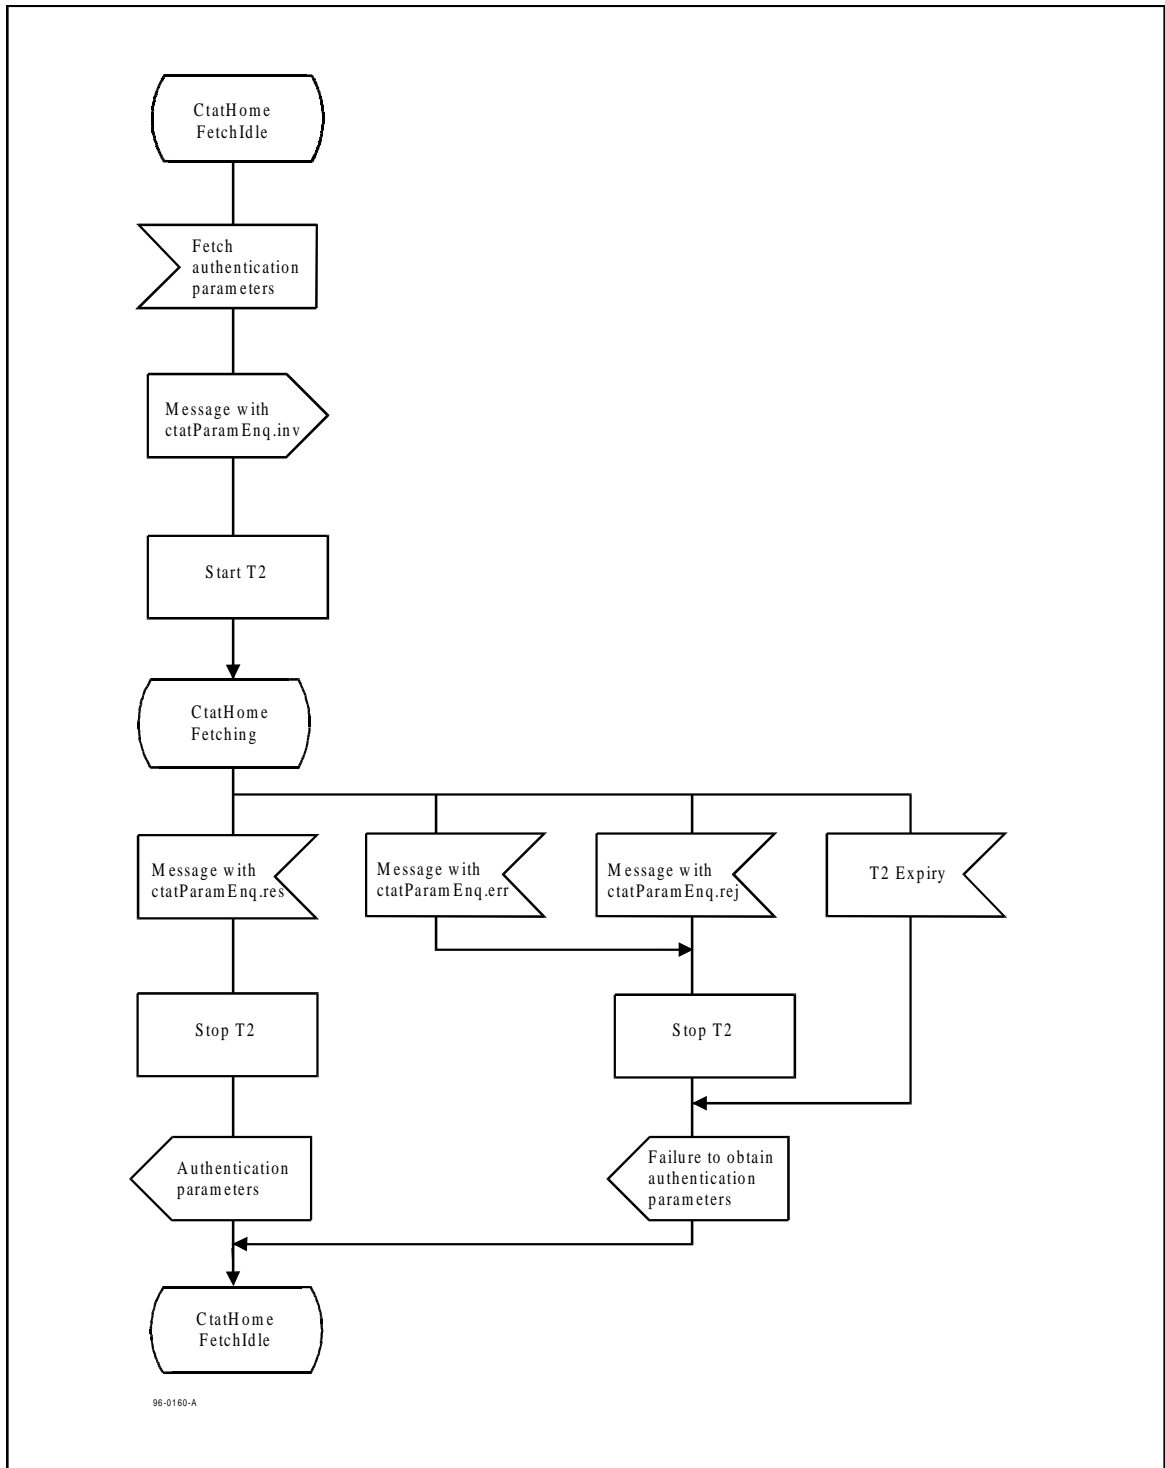 CtatHome
FetchIdle
Fetch
authentication
parameters
Message with
ctatParamEnq.inv
Start T2
CtatHome
Fetching
Message with
ctatParamEnq.res
Message with
ctatParamEnq.err
Message with
ctatParamEnq.rej
T2 Expiry
Stop T2
Stop T2
Authentication
parameters
Failure to obtain
authentication
parameters
CtatHome
FetchIdle
96-0160-A